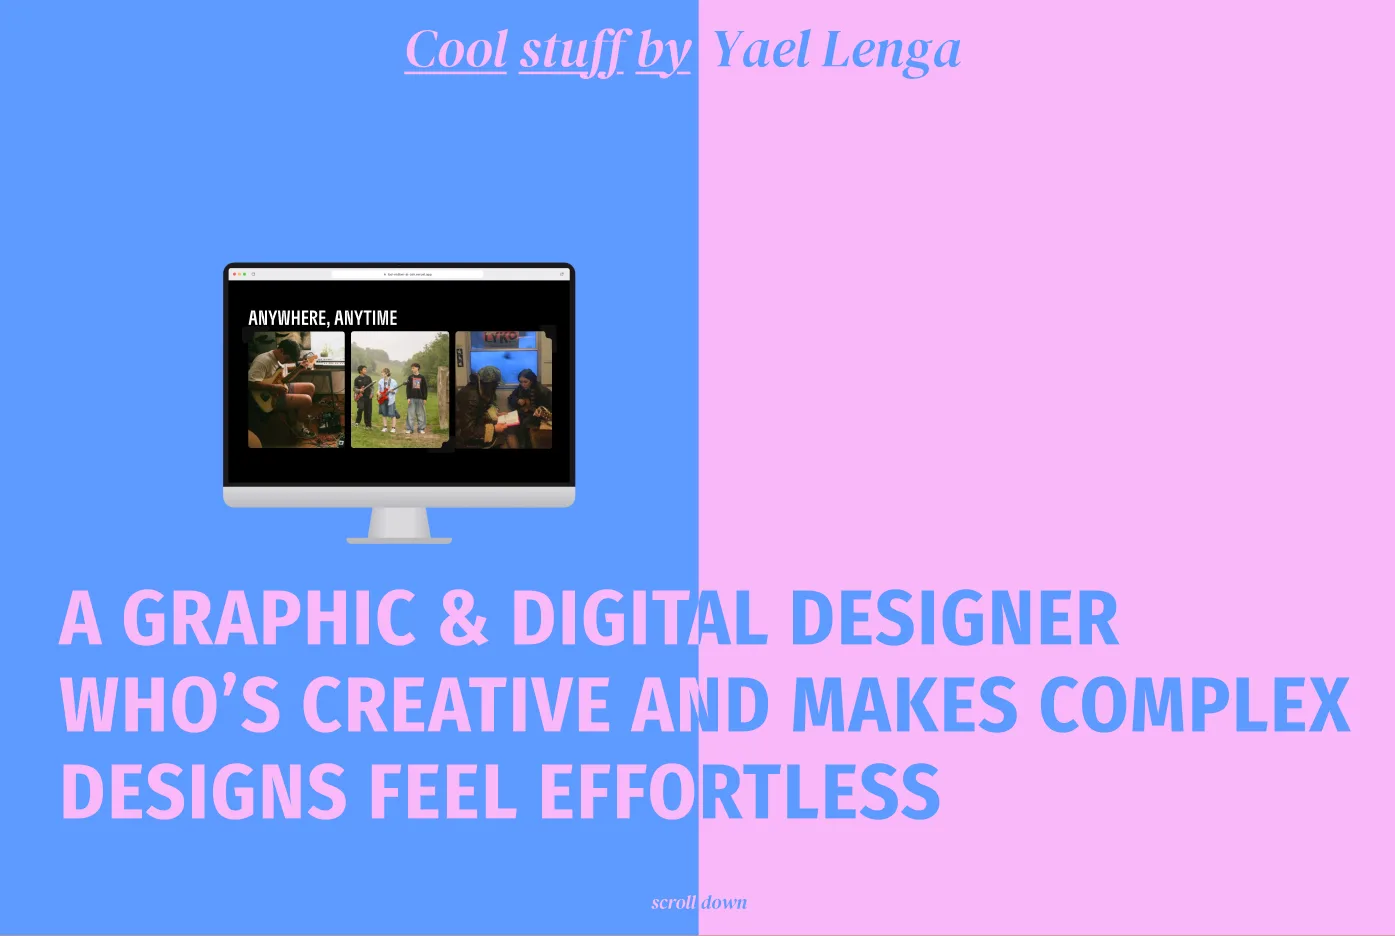 Cool stuff by Yael Lenga
ANYWHERE, ANYTIME
LYKO
A GRAPHIC & DIGITAL DESIGNER
WHO’S CREATIVE AND MAKES COMPLEX
DESIGNS FEEL EFFORTLESS
scroll down